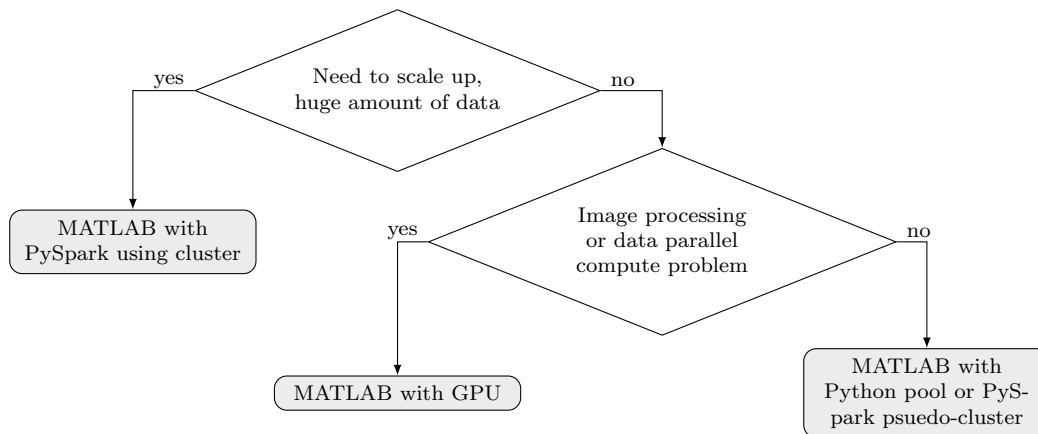 Need to scale up,
huge amount of data
yes
no
MATLAB with
PySpark using cluster
Image processing
or data parallel
compute problem
yes
no
MATLAB with GPU
MATLAB with
Python pool or PyS-
park psuedo-cluster